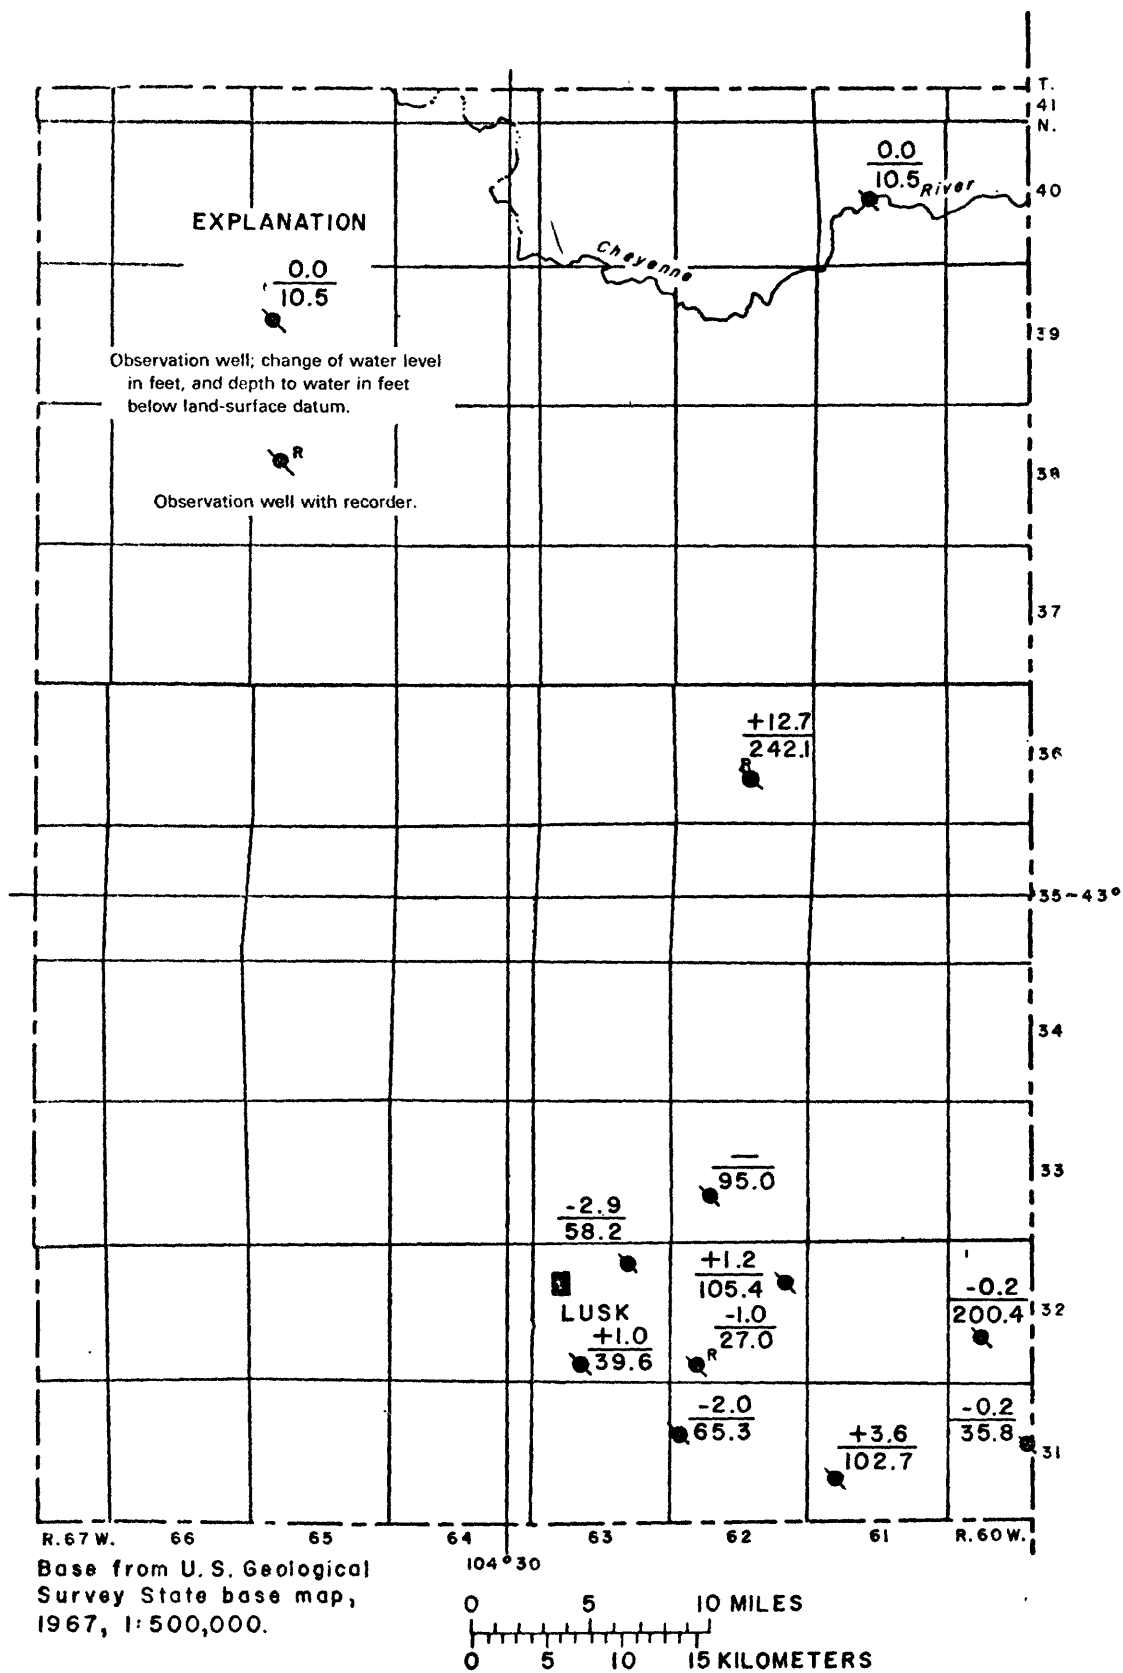 T.
41
N.
0.0
10.5
River
40
EXPLANATION
Cheyenne
0.0
10.5
39
Observation well; change of water level
in feet, and depth to water in feet
below land-surface datum.
R
38
Observation well with recorder.
37
+12.7
242.1
R
36
35-43°
34
33
—
95.0
-2.9
58.2
+1.2
105.4
-0.2
200.4
32
LUSK
-1.0
27.0
R
+1.0
39.6
-2.0
65.3
-0.2
35.8
+3.6
102.7
31
R. 67 W. 66 65 64 63 62 61 R. 60 W.
104°30
Base from U. S. Geological
Survey State base map,
1967, 1:500,000.
0 5 10 MILES
0 5 10 15 KILOMETERS